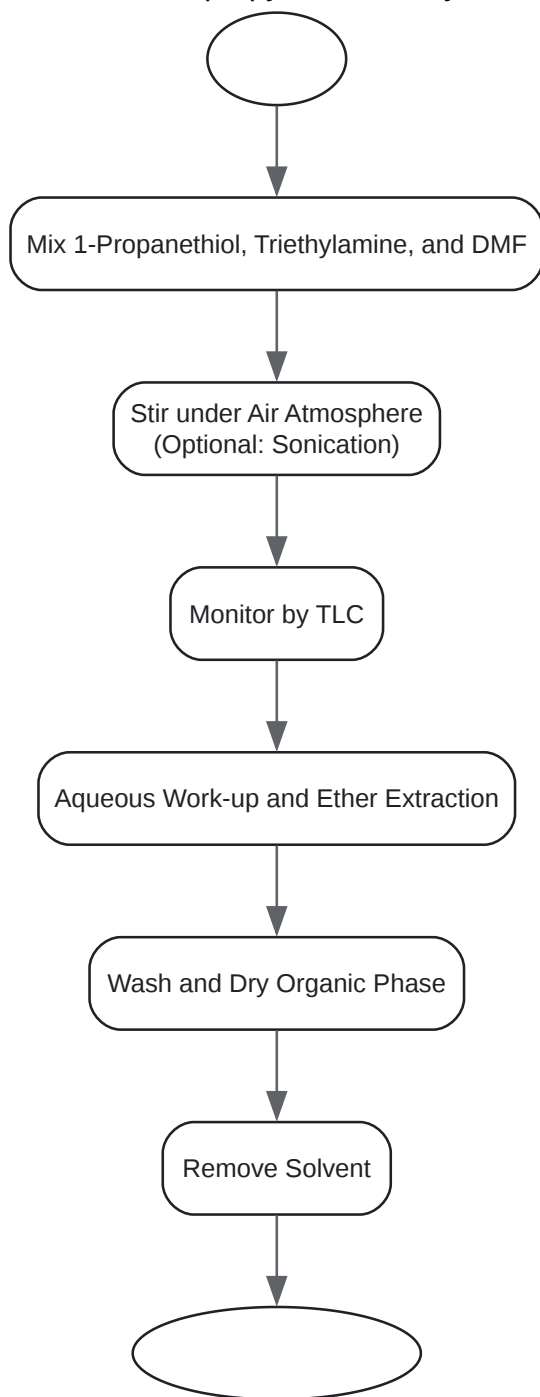 Mix 1-Propanethiol, Triethylamine, and DMF
Stir under Air Atmosphere
(Optional: Sonication)
Monitor by TLC
Aqueous Work-up and Ether Extraction
Wash and Dry Organic Phase
Remove Solvent